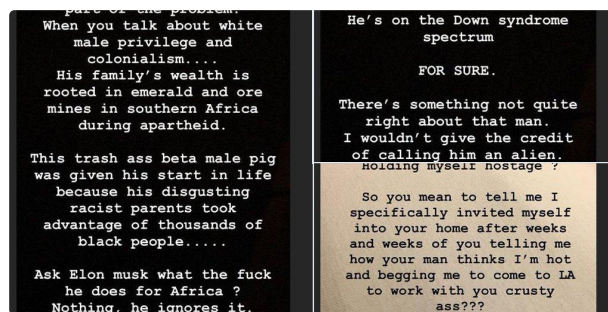 part of the problem.
When you talk about white
male privilege and
colonialism....
His family's wealth is
rooted in emerald and ore
mines in southern Africa
during apartheid.
This trash ass beta male pig
was given his start in life
because his disgusting
racist parents took
advantage of thousands of
black people.....
Ask Elon musk what the fuck
he does for Africa ?
Nothing, he ignores it.
He's on the Down syndrome
spectrum
FOR SURE.
There's something not quite
right about that man.
I wouldn't give the credit
of calling him an alien.
Holding myself hostage ?
So you mean to tell me I
specifically invited myself
into your home after weeks
and weeks of you telling me
how your man thinks I'm hot
and begging me to come to LA
to work with you crusty
ass???